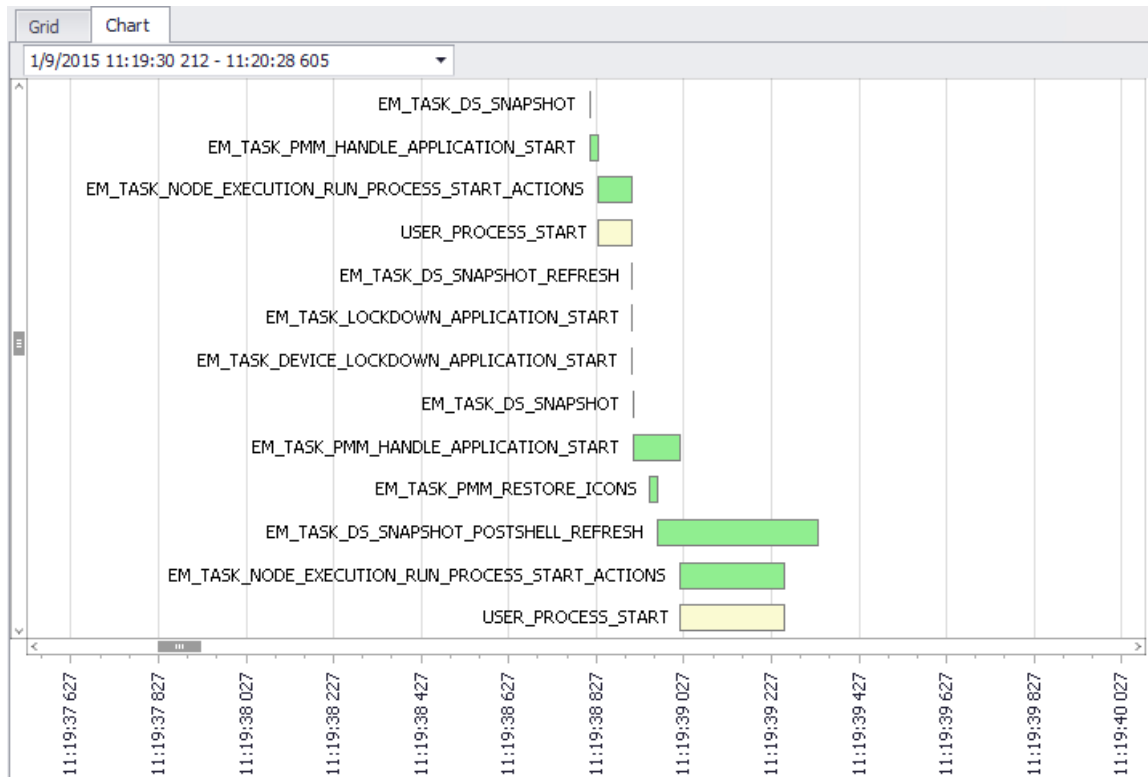 Grid Chart
1/9/2015 11:19:30 212 - 11:20:28 605
EM_TASK_DS_SNAPSHOT
EM_TASK_PMM_HANDLE_APPLICATION_START
EM_TASK_NODE_EXECUTION_RUN_PROCESS_START_ACTIONS
USER_PROCESS_START
EM_TASK_DS_SNAPSHOT_REFRESH
EM_TASK_LOCKDOWN_APPLICATION_START
EM_TASK_DEVICE_LOCKDOWN_APPLICATION_START
EM_TASK_DS_SNAPSHOT
EM_TASK_PMM_HANDLE_APPLICATION_START
EM_TASK_PMM_RESTORE_ICONS
EM_TASK_DS_SNAPSHOT_POSTSHELL_REFRESH
EM_TASK_NODE_EXECUTION_RUN_PROCESS_START_ACTIONS
USER_PROCESS_START
11:19:37 627
11:19:37 827
11:19:38 027
11:19:38 227
11:19:38 427
11:19:38 627
11:19:38 827
11:19:39 027
11:19:39 227
11:19:39 427
11:19:39 627
11:19:39 827
11:19:40 027